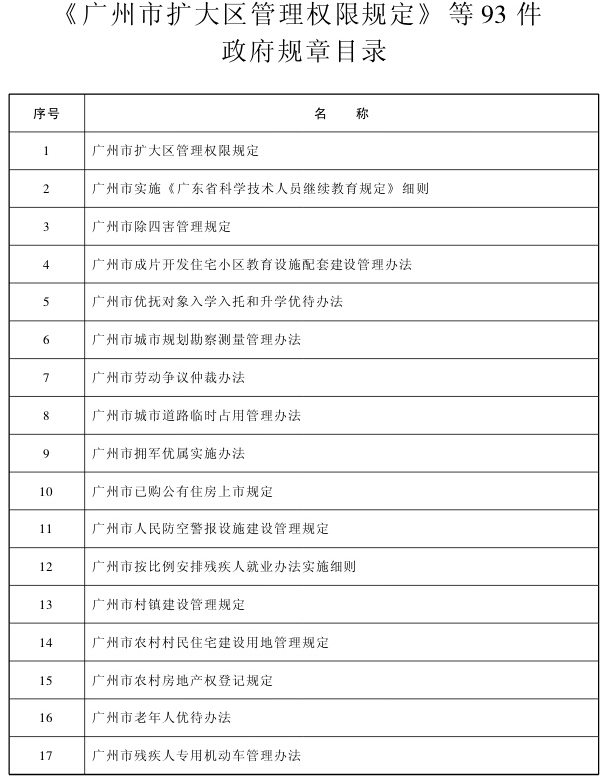 《广州市扩大区管理权限规定》等93件
政府规章目录
序号 名 称
1 广州市扩大区管理权限规定
2 广州市实施《广东省科学技术人员继续教育规定》细则
3 广州市除四害管理规定
4 广州市成片开发住宅小区教育设施配套建设管理办法
5 广州市优抚对象入学入托和升学优待办法
6 广州市城市规划勘察测量管理办法
7 广州市劳动争议仲裁办法
8 广州市城市道路临时占用管理办法
9 广州市拥军优属实施办法
10 广州市已购公有住房上市规定
11 广州市人民防空警报设施建设管理规定
12 广州市按比例安排残疾人就业办法实施细则
13 广州市村镇建设管理规定
14 广州市农村村民住宅建设用地管理规定
15 广州市农村房地产权登记规定
16 广州市老年人优待办法
17 广州市残疾人专用机动车管理办法